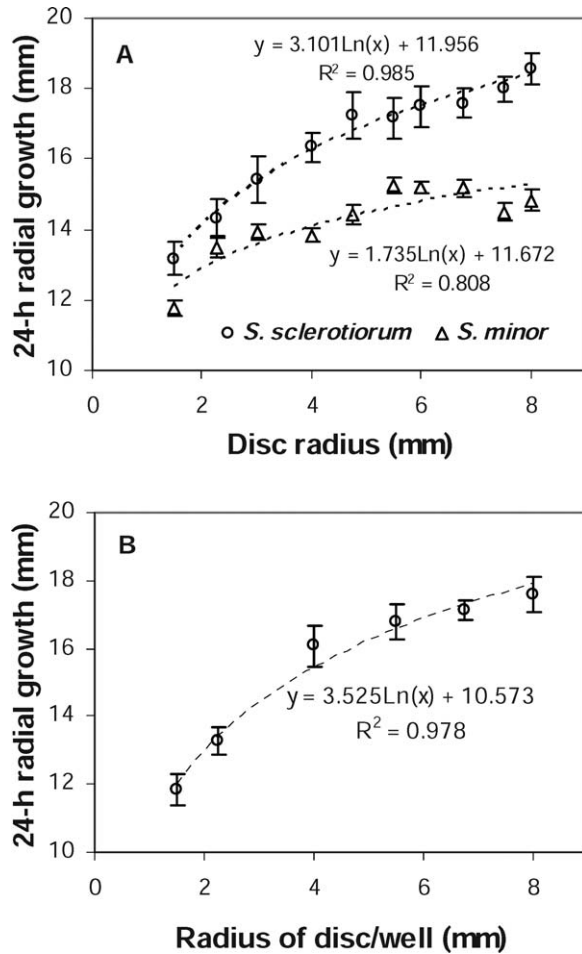 20
18
16
14
12
10
24-h radial growth (mm)
A
y = 3.101Ln(x) + 11.956
R² = 0.985
y = 1.735Ln(x) + 11.672
R² = 0.808
S. sclerotiorum S. minor
0 2 4 6 8
Disc radius (mm)
20
18
16
14
12
10
24-h radial growth (mm)
B
y = 3.525Ln(x) + 10.573
R² = 0.978
0 2 4 6 8
Radius of disc/well (mm)